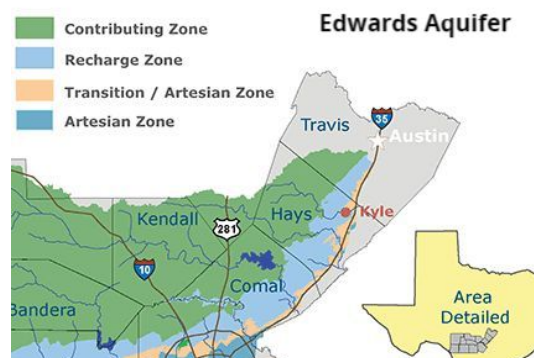 Edwards Aquifer
Contributing Zone
Recharge Zone
Transition / Artesian Zone
Artesian Zone
Travis
35
Austin
Kendall
281
Hays
Kyle
10
Comal
Bandera
Area
Detailed